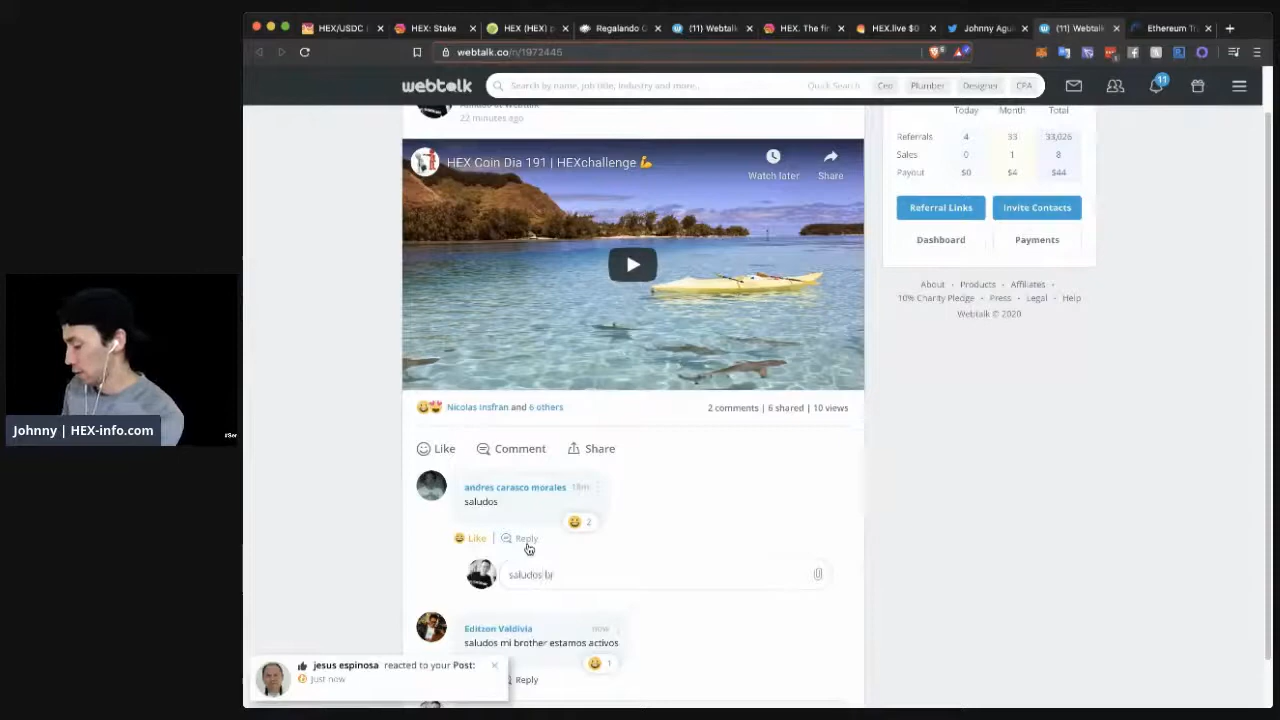 HEX/USDC
HEX: Stake
HEX (HEX) p
Regalando
(11) Webtalk
HEX. The fir
HEX.live $0
Johnny Agu
(11) Webtalk
Ethereum Tr
webtalk.co/n/1972445
webtalk
Search by name, job title, industry and more..
Quick Search
Ceo
Plumber
Designer
CPA
11
22 minutes ago
Today Month Total
Referrals 4 33 33,026
Sales 0 1 8
Payout $0 $4 $44
HEX Coin Dia 191 | HEXchallenge 💪
Watch later
Share
Referral Links
Invite Contacts
Dashboard
Payments
About · Products · Affiliates ·
10% Charity Pledge · Press · Legal · Help
Webtalk © 2020
Nicolas Insfran and 6 others
2 comments | 6 shared | 10 views
Like
Comment
Share
andres carasco morales 18m
saludos
2
Like | Reply
saludos br
Editzon Valdivia now
saludos mi brother estamos activos
1
Reply
jesus espinosa reacted to your Post:
Just now
Johnny | HEX-info.com